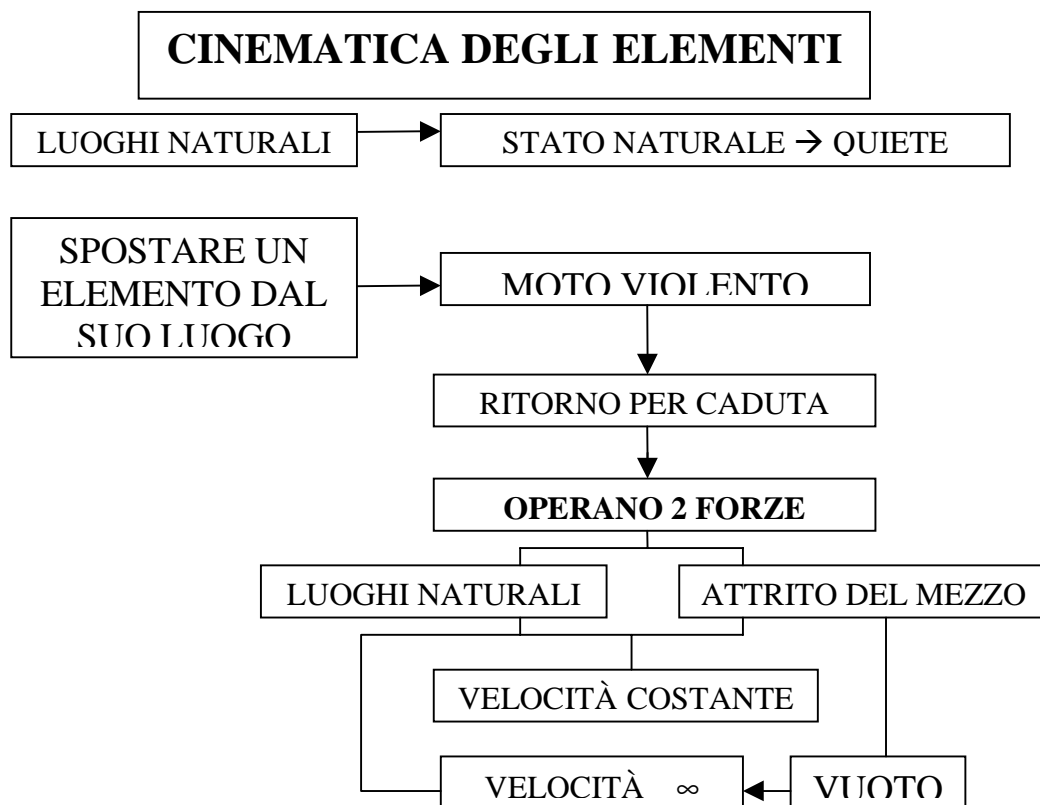 CINEMATICA DEGLI ELEMENTI
LUOGHI NATURALI
STATO NATURALE → QUIETE
SPOSTARE UN
ELEMENTO DAL
SUO LUOGO
MOTO VIOLENTO
RITORNO PER CADUTA
OPERANO 2 FORZE
LUOGHI NATURALI
ATTRITO DEL MEZZO
VELOCITÀ COSTANTE
VELOCITÀ ∞
VUOTO